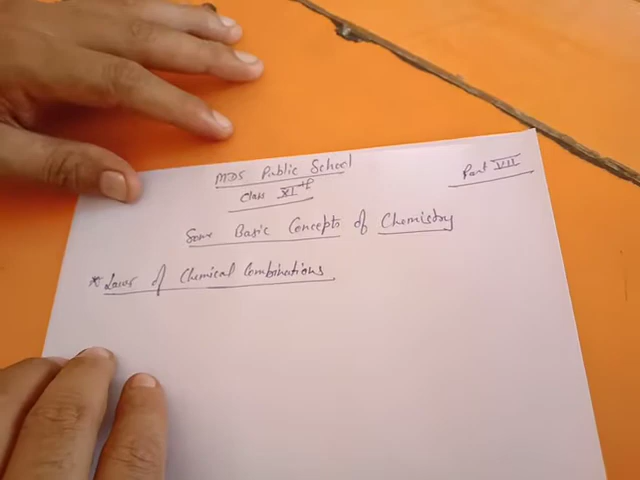 MDS Public School
Class XIth
Part VII
Some Basic Concepts of Chemistry
* Laws of Chemical Combinations